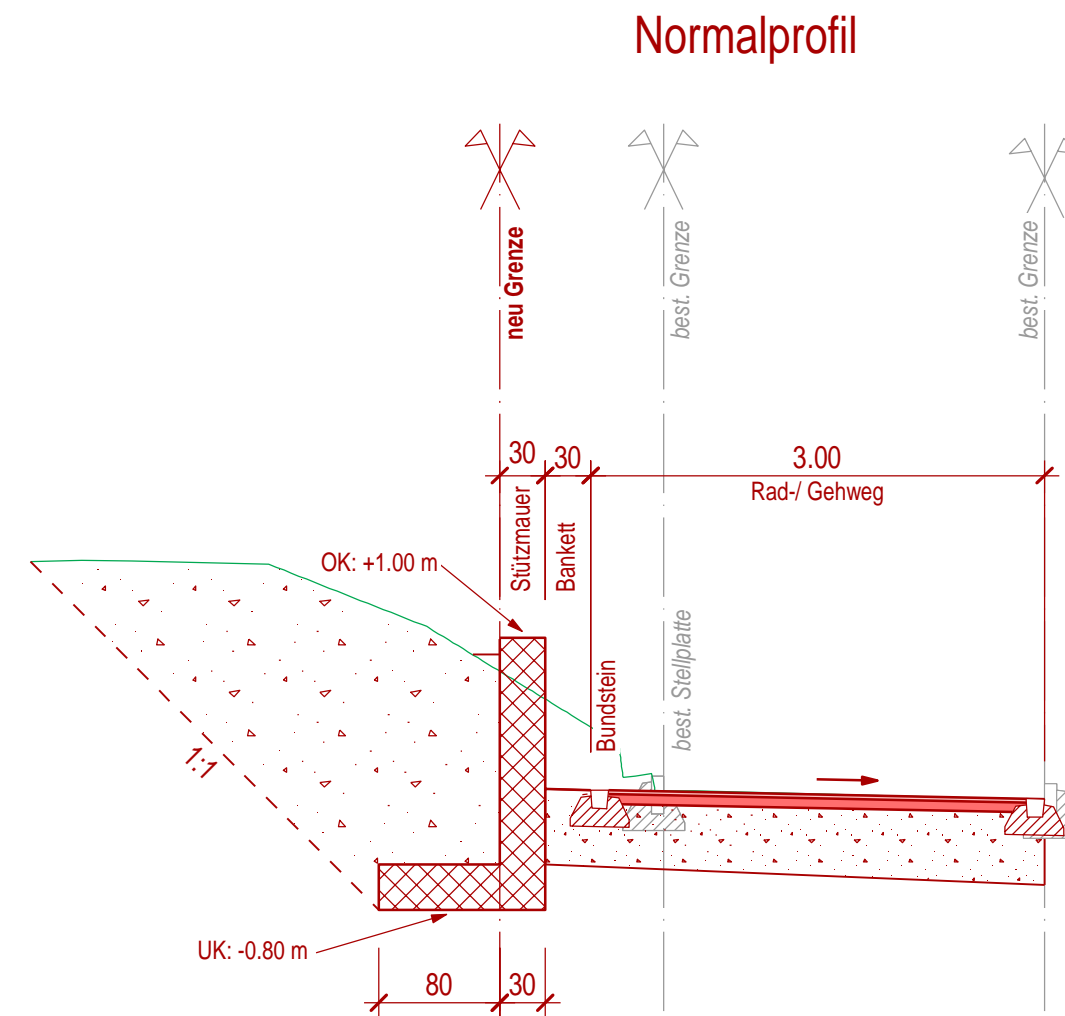 Normalprofil
neu Grenze
best. Grenze
best. Grenze
30
30
3.00
Rad-/ Gehweg
Stützmauer
Bankett
OK: +1.00 m
Bundstein
best. Stellplatte
1:1
UK: -0.80 m
80
30